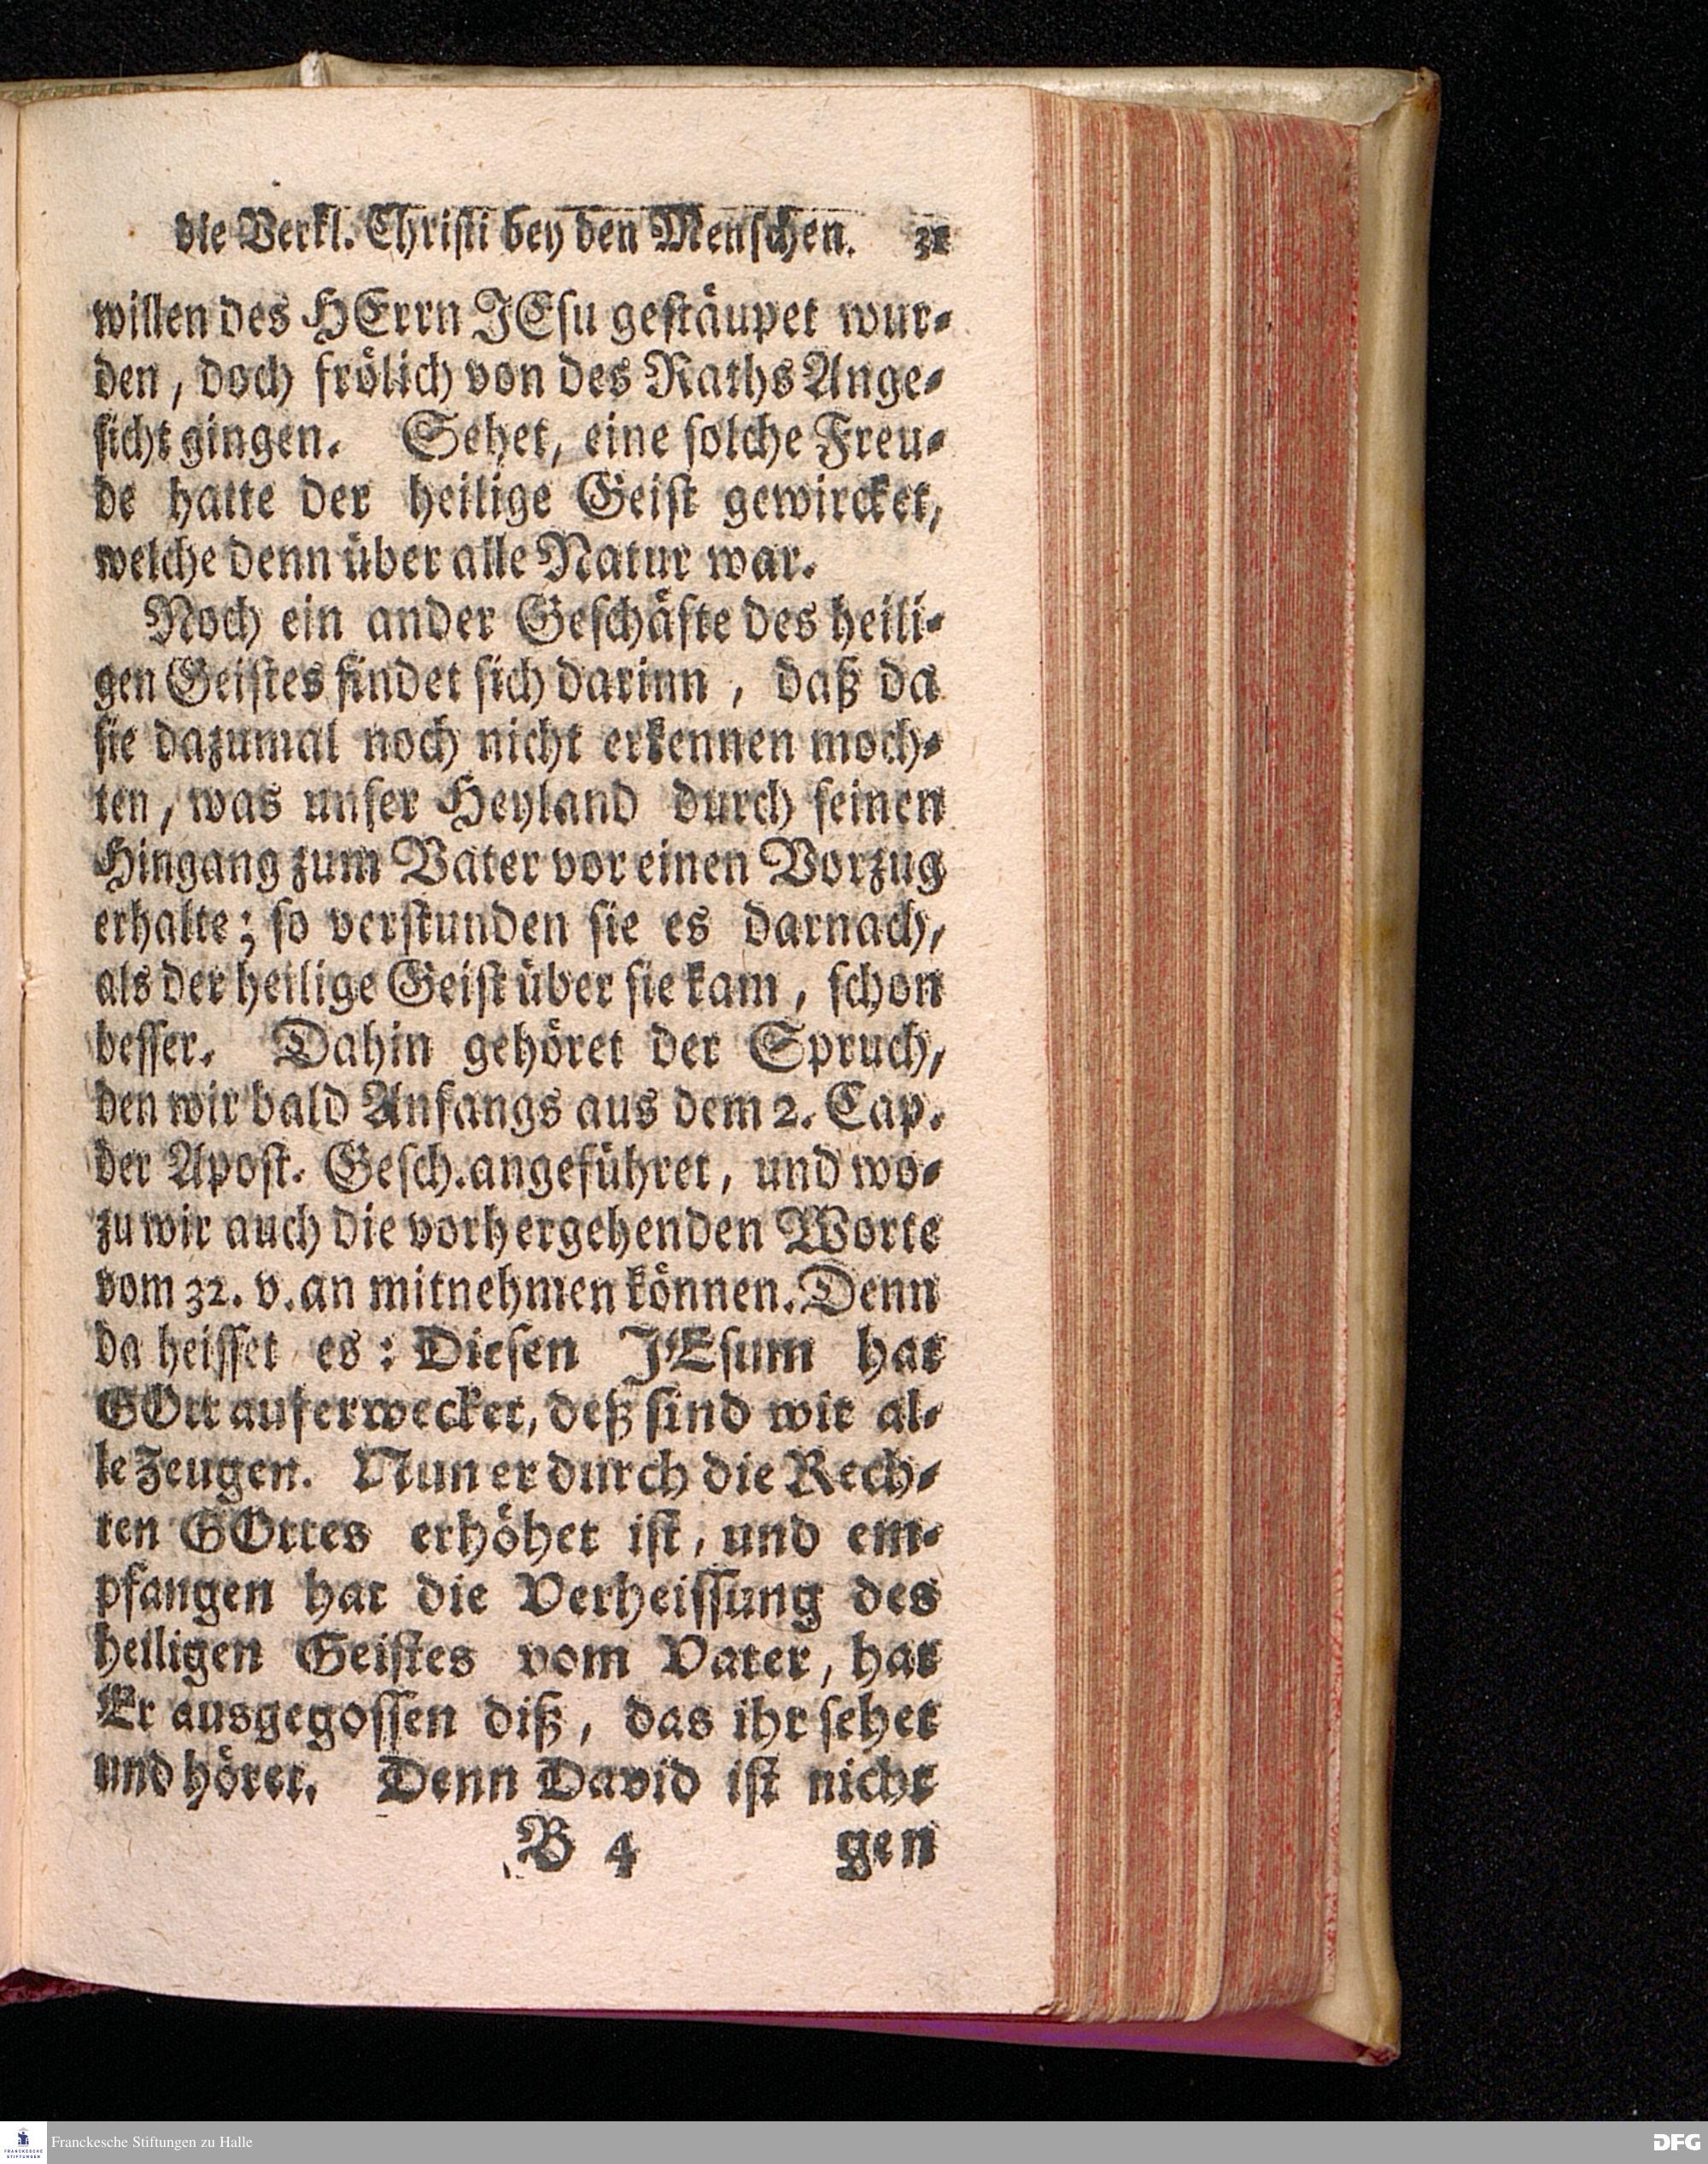 die Verkl. Christi bey den Menschen. 31
willen des HErrn JEsu gestäupet wur-
den, doch frölich von des Raths Ange-
sicht gingen. Sehet, eine solche Freu-
de hatte der heilige Geist gewircket,
welche denn über alle Natur war.
Noch ein ander Geschäfte des heili-
gen Geistes findet sich darinn, daß da
sie dazumal noch nicht erkennen moch-
ten, was unser Heyland durch seinen
Hingang zum Vater vor einen Vorzug
erhalte; so verstunden sie es darnach,
als der heilige Geist über sie kam, schon
besser. Dahin gehöret der Spruch,
den wir bald Anfangs aus dem 2. Cap.
der Apost. Gesch. angeführet, und wo-
zu wir auch die vorhergehenden Worte
vom 32. v. an mitnehmen können. Denn
da heisset es: Diesen JEsum hat
GOtt auferwecket, deß sind wir al-
le Zeugen. Nun er durch die Rech-
ten GOttes erhöhet ist, und em-
pfangen hat die Verheissung des
heiligen Geistes vom Vater, hat
Er ausgegossen diß, das ihr sehet
und höret. Denn David ist nicht
B 4 gen
Franckesche Stiftungen zu Halle
DFG